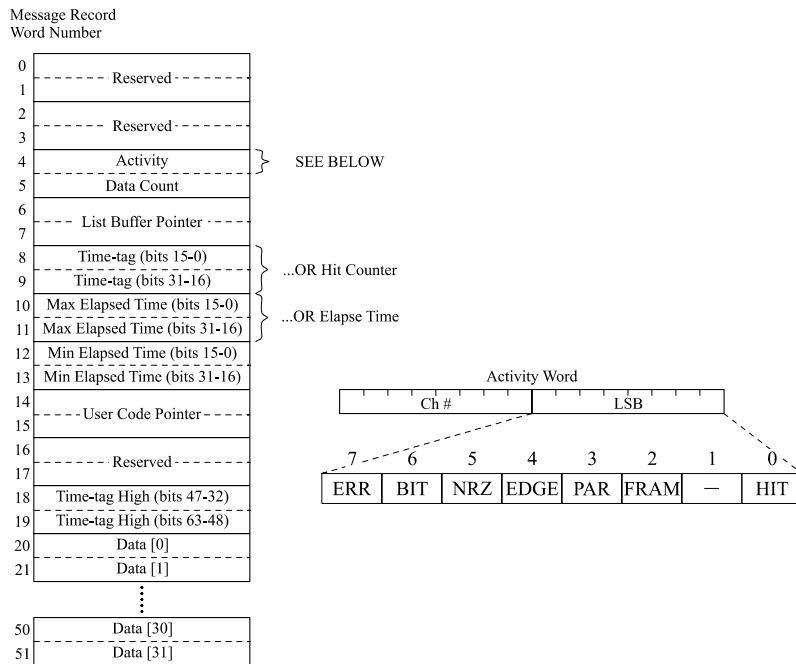 Message Record
Word Number
0
1
Reserved
2
3
Reserved
4 Activity
SEE BELOW
5 Data Count
6
7
List Buffer Pointer
8 Time-tag (bits 15-0)
9 Time-tag (bits 31-16)
...OR Hit Counter
10 Max Elapsed Time (bits 15-0)
11 Max Elapsed Time (bits 31-16)
...OR Elapse Time
12 Min Elapsed Time (bits 15-0)
13 Min Elapsed Time (bits 31-16)
14
15
User Code Pointer
16
17
Reserved
18 Time-tag High (bits 47-32)
19 Time-tag High (bits 63-48)
20 Data [0]
21 Data [1]
50 Data [30]
51 Data [31]
Activity Word
Ch # LSB
7 6 5 4 3 2 1 0
ERR BIT NRZ EDGE PAR FRAM — HIT